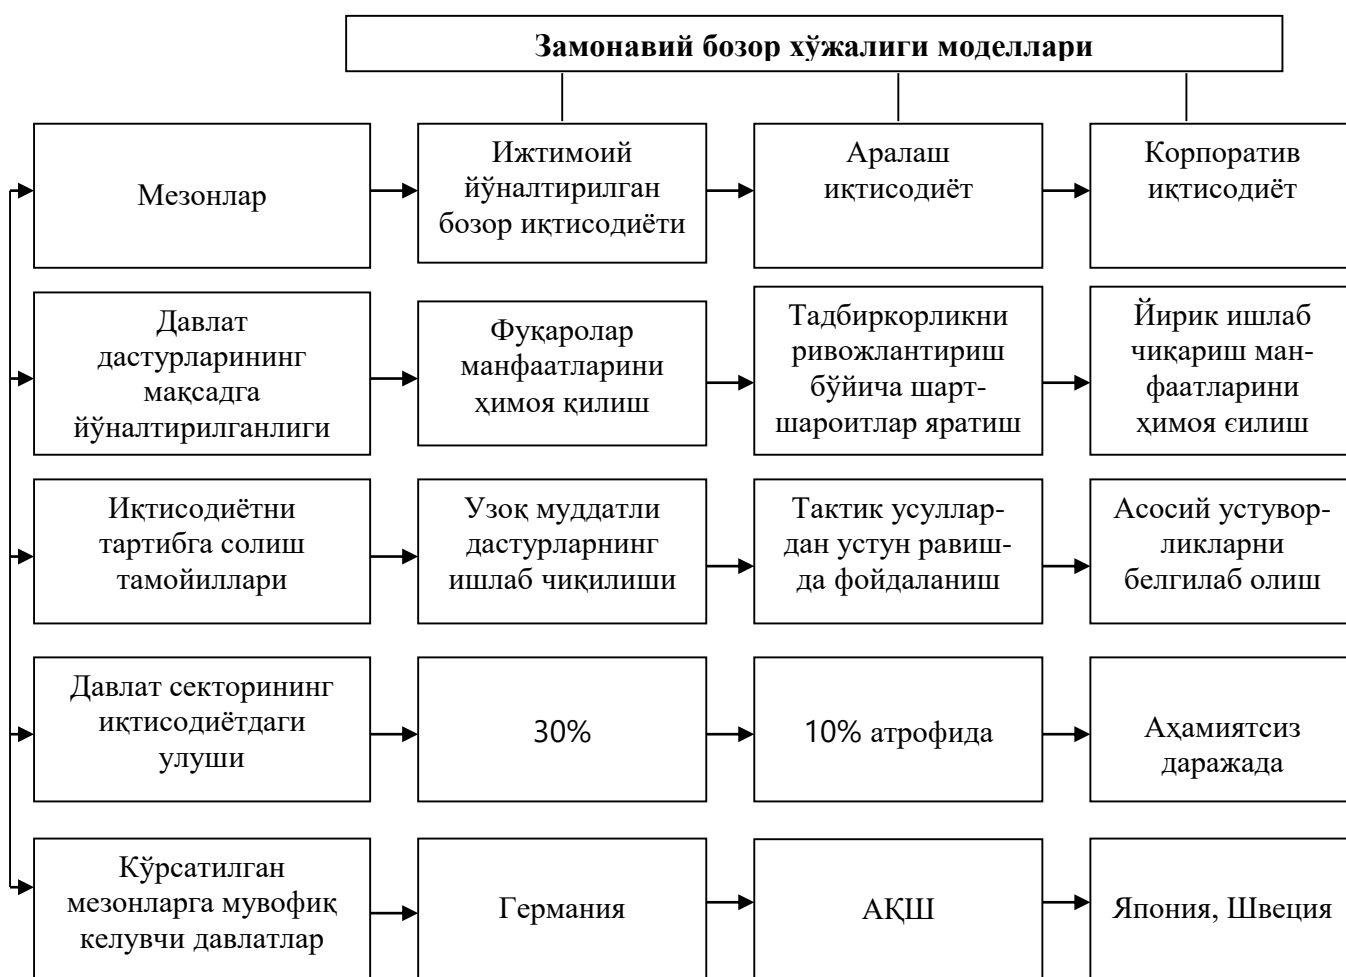 Замонавий бозор хўжалиги моделлари
Мезонлар
Ижтимоий
йўналтирилган
бозор иқтисодиёти
Аралаш
иқтисодиёт
Корпоратив
иқтисодиёт
Давлат
дастурларининг
мақсадга
йўналтирилганлиги
Фуқаролар
манфаатларини
ҳимоя қилиш
Тадбиркорликни
ривожлантириш
бўйича шарт-
шароитлар яратиш
Йирик ишлаб
чиқариш ман-
фаатларини
ҳимоя єилиш
Иқтисодиётни
тартибга солиш
тамойиллари
Узоқ муддатли
дастурларнинг
ишлаб чиқилиши
Тактик усуллар-
дан устун равиш-
да фойдаланиш
Асосий устувор-
ликларни
белгилаб олиш
Давлат секторининг
иқтисодиётдаги
улуши
30%
10% атрофида
Аҳамиятсиз
даражада
Кўрсатилган
мезонларга мувофиқ
келувчи давлатлар
Германия
АҚШ
Япония, Швеция